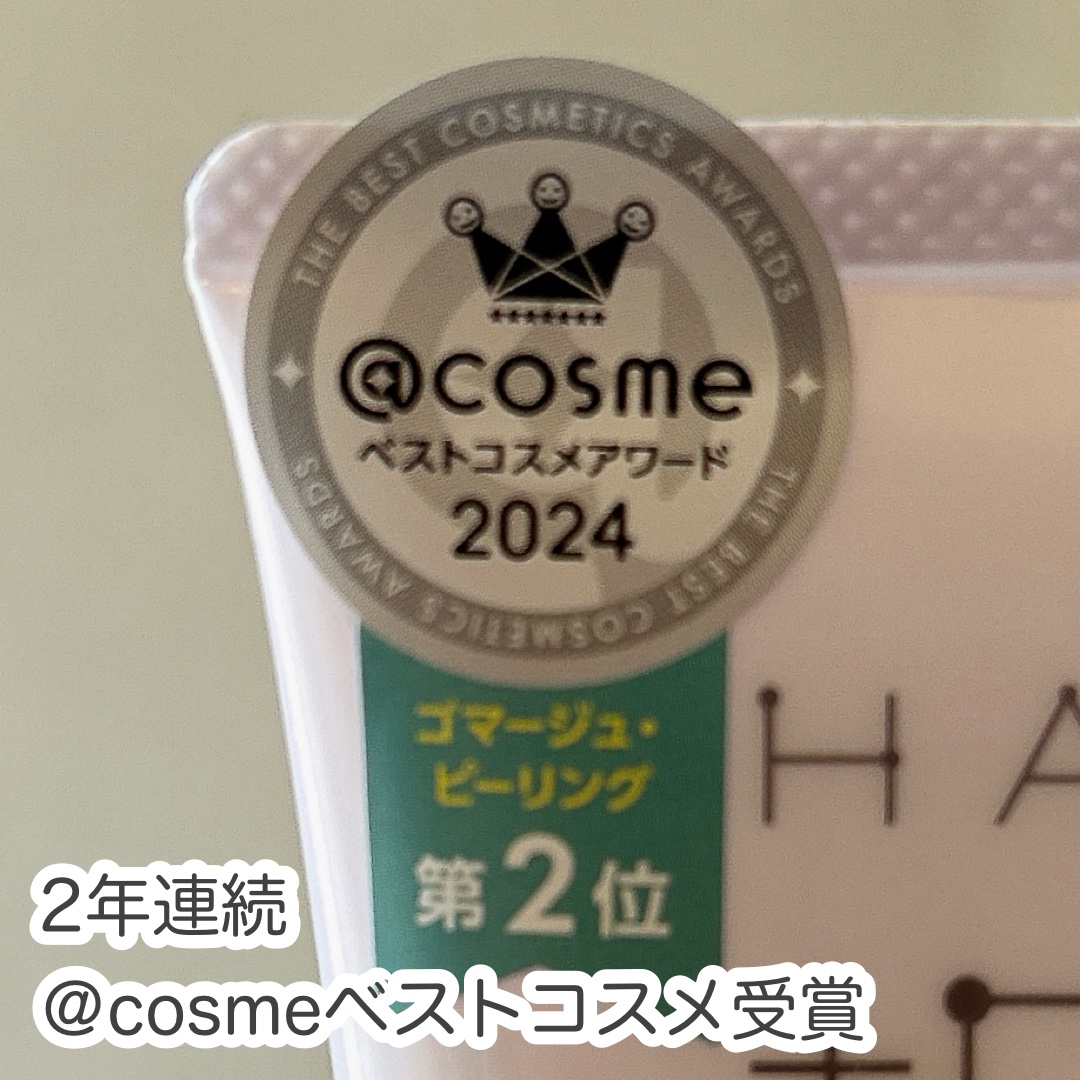 THE BEST COSMETICS AWARDS
@cosme
ベストコスメアワード
2024
THE BEST COSMETICS AWARDS
ゴマージュ・
ピーリング
第2位
HA
2年連続
@cosmeベストコスメ受賞